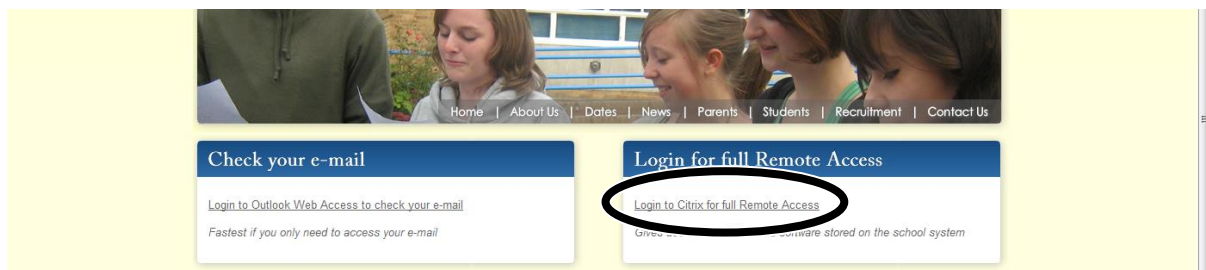 Home | About Us | Dates | News | Parents | Students | Recruitment | Contact Us
Check your e-mail
Login to Outlook Web Access to check your e-mail
Fastest if you only need to access your e-mail
Login for full Remote Access
Login to Citrix for full Remote Access
Gives software stored on the school system